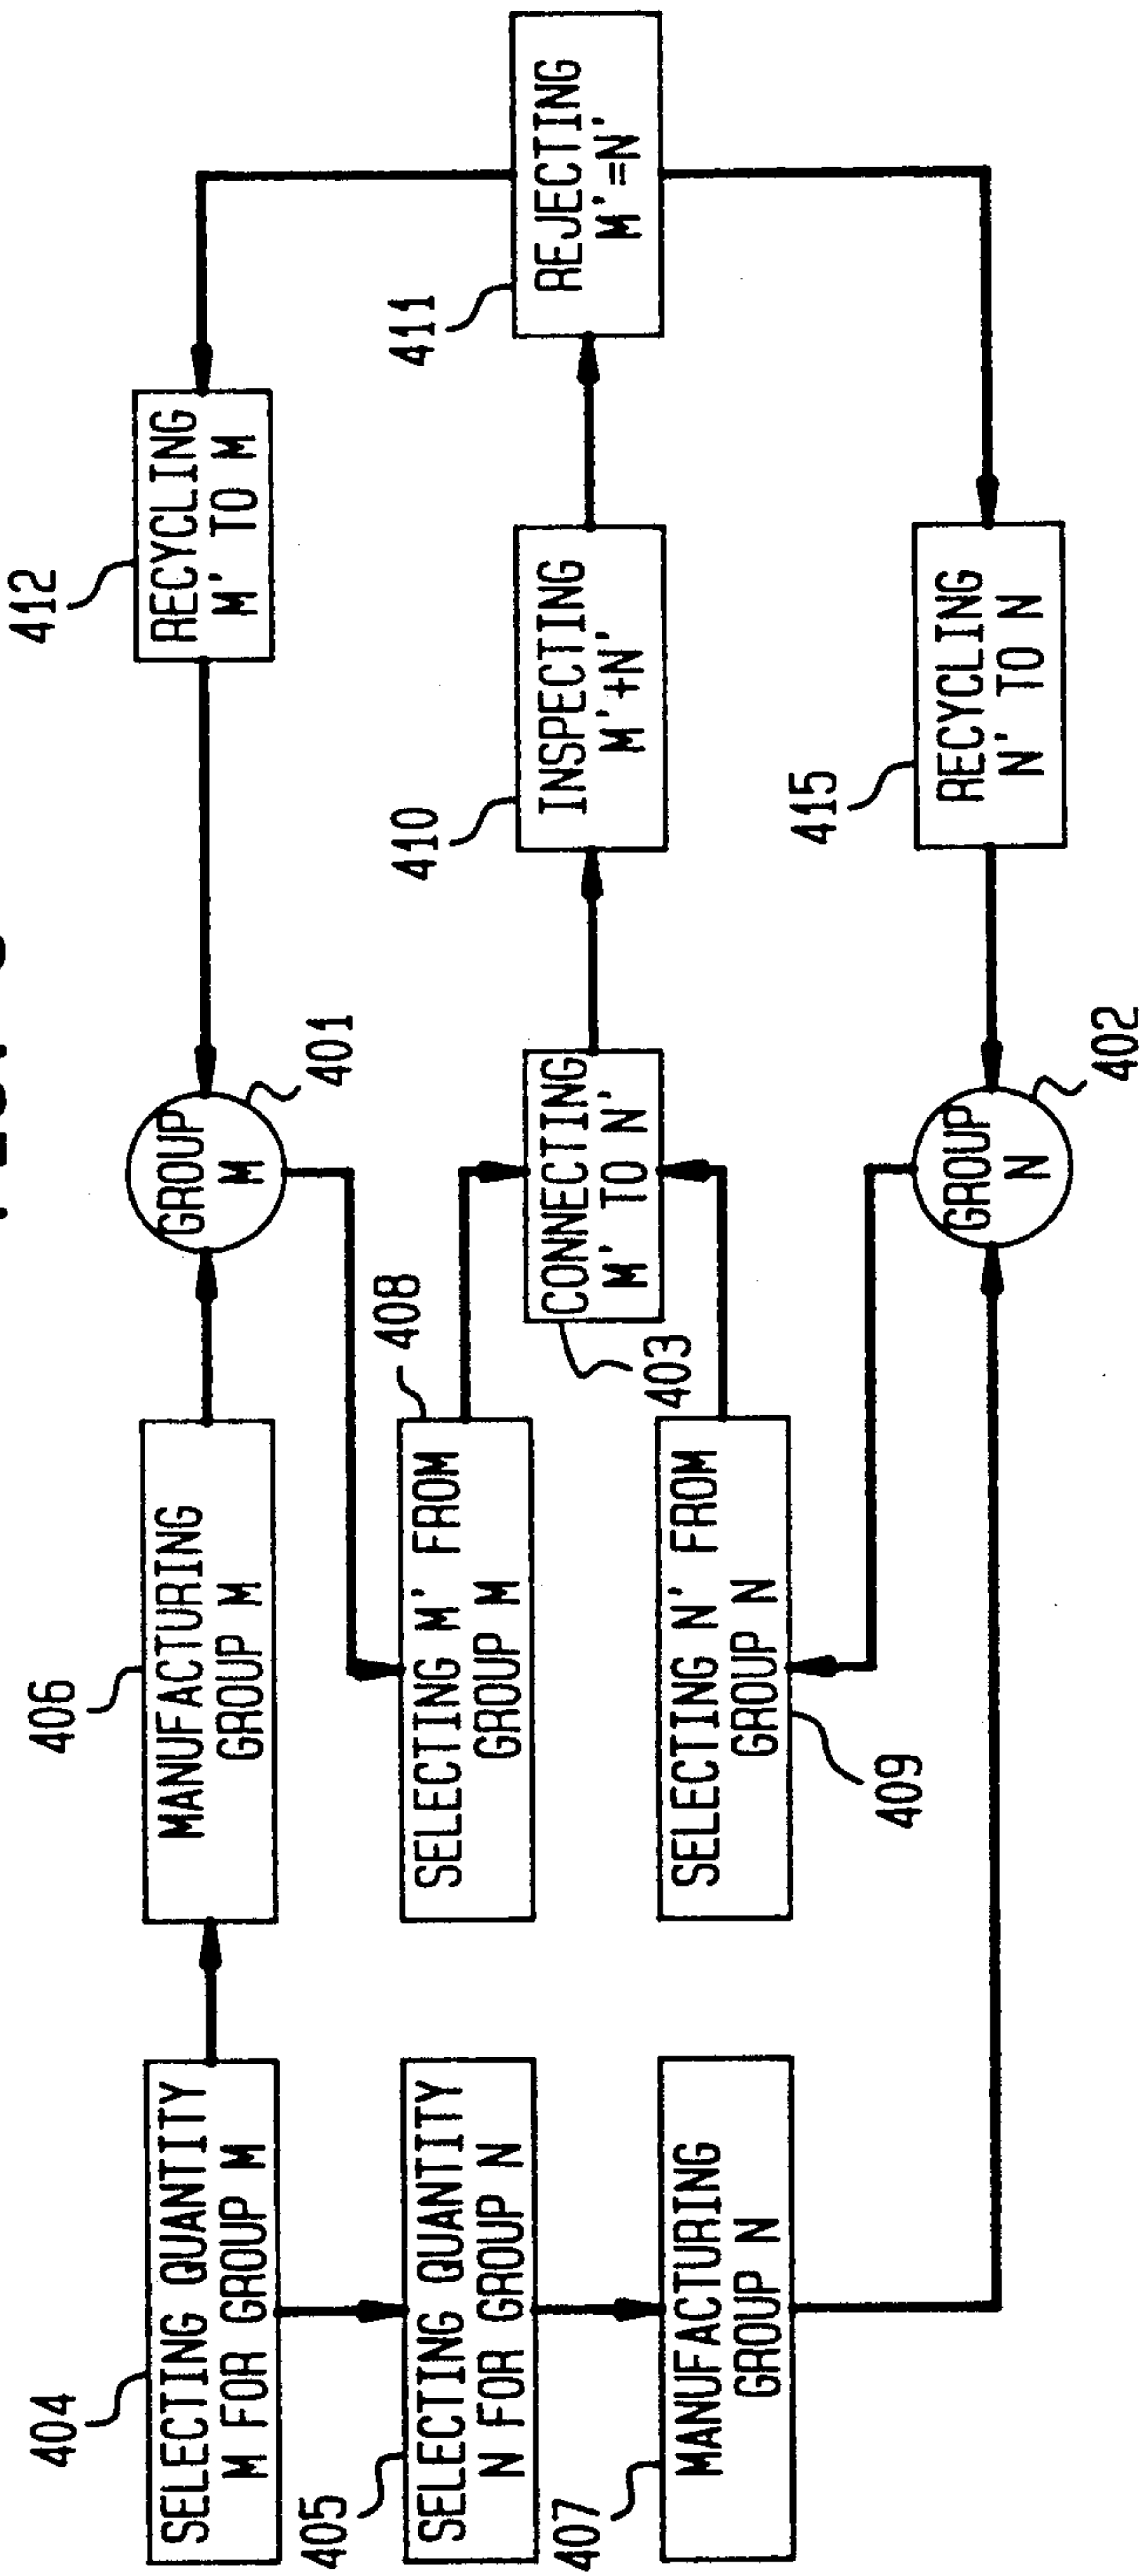 404
SELECTING QUANTITY
M FOR GROUP M
406
MANUFACTURING
GROUP M
GROUP
M
401
412
RECYCLING
M' TO M
405
SELECTING QUANTITY
N FOR GROUP N
408
SELECTING M' FROM
GROUP M
403
CONNECTING
M' TO N'
410
INSPECTING
M'+N'
411
REJECTING
M'=N'
407
MANUFACTURING
GROUP N
SELECTING N' FROM
GROUP N
409
GROUP
N
402
415
RECYCLING
N' TO N